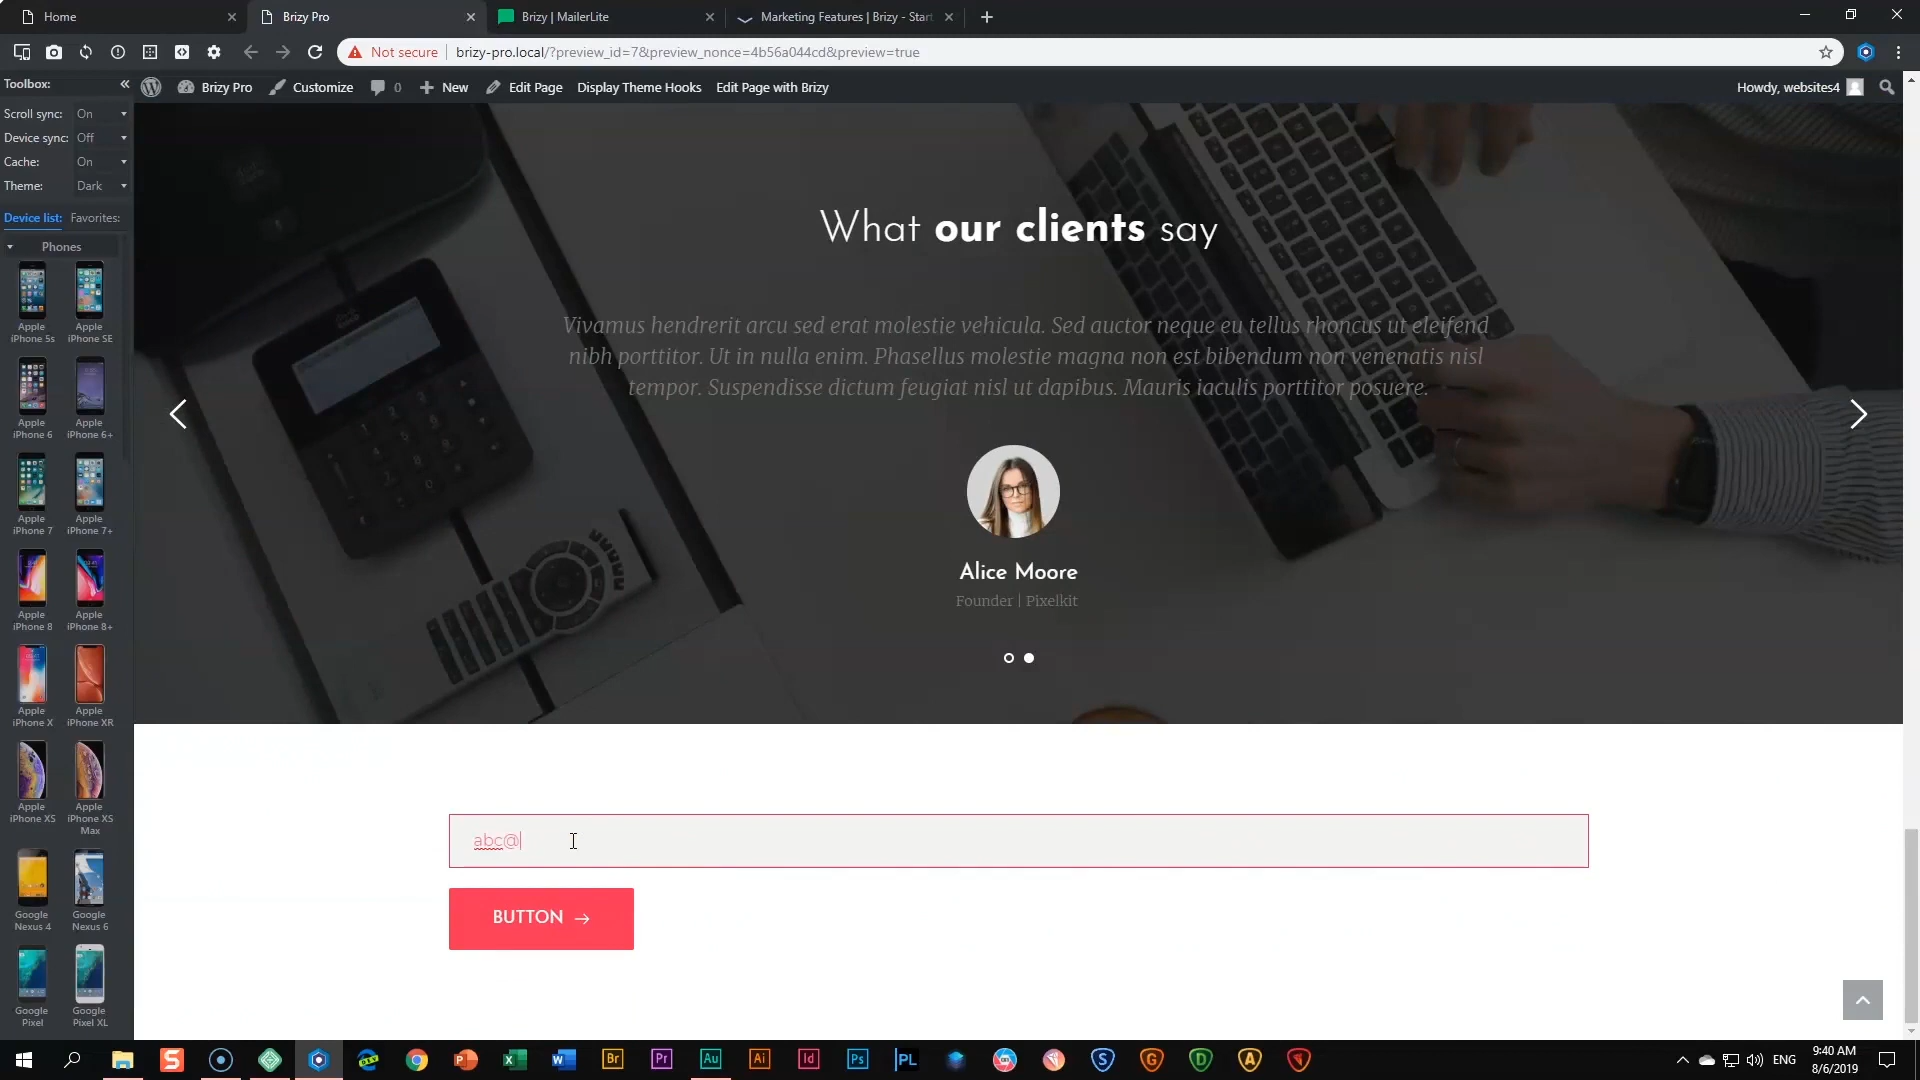 Home
Brizy Pro
Brizy | MailerLite
Marketing Features | Brizy - Start
Not secure
brizy-pro.local/?preview_id=7&preview_nonce=4b56a044cd&preview=true
Toolbox:
Brizy Pro
Customize
0
New
Edit Page
Display Theme Hooks
Edit Page with Brizy
Howdy, websites4
Scroll sync: On
Device sync: Off
Cache: On
Theme: Dark
Device list: Favorites:
Phones
Apple iPhone 5s
Apple iPhone SE
Apple iPhone 6
Apple iPhone 6+
Apple iPhone 7
Apple iPhone 7+
Apple iPhone 8
Apple iPhone 8+
Apple iPhone X
Apple iPhone XR
Apple iPhone XS
Apple iPhone XS Max
Google Nexus 4
Google Nexus 6
Google Pixel
Google Pixel XL
What our clients say
Vivamus hendrerit arcu sed erat molestie vehicula. Sed auctor neque eu tellus rhoncus ut eleifend
nibh porttitor. Ut in nulla enim. Phasellus molestie magna non est bibendum non venenatis nisl
tempor. Suspendisse dictum feugiat nisl ut dapibus. Mauris iaculis porttitor posuere.
Alice Moore
Founder | Pixelkit
abc@
BUTTON →
S
P
X
W
Br
Pr
Au
Ai
Id
Ps
PL
S
G
D
A
ENG
9:40 AM
8/6/2019